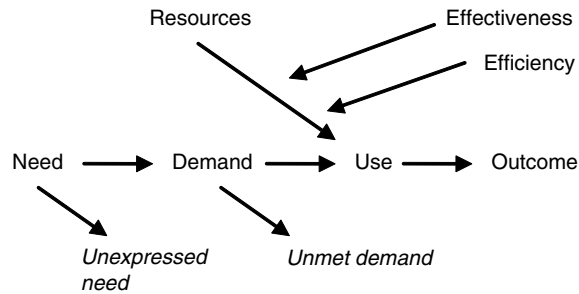 Resources
Effectiveness
Efficiency
Need
Demand
Use
Outcome
Unexpressed
need
Unmet demand